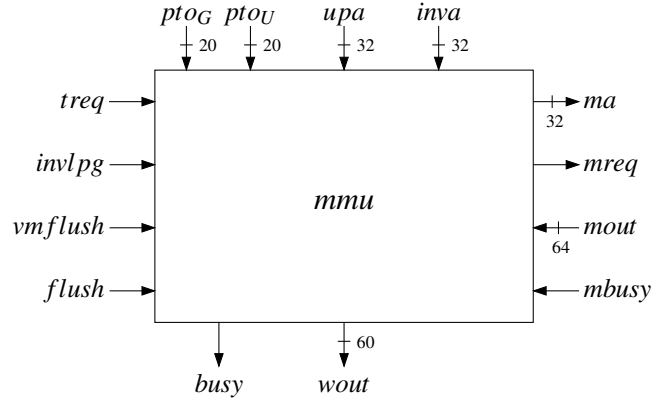 pto_G pto_U upa inva
20 20 32 32
treq ma
32
invlpg mreq
mmu
vmflush mout
64
flush mbusy
60
busy wout